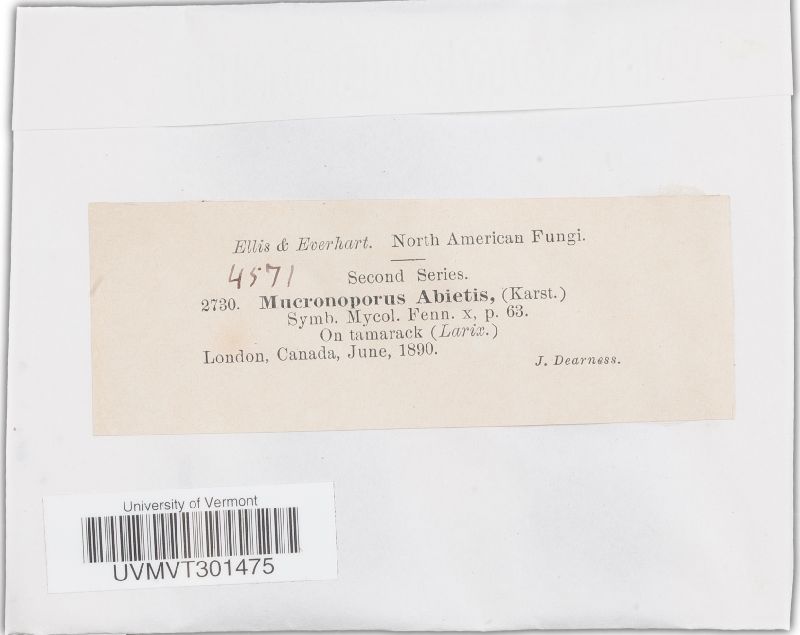 Ellis & Everhart. North American Fungi.
4571 Second Series.
2730. Mucronoporus Abietis, (Karst.)
Symb. Mycol. Fenn. x, p. 63.
On tamarack (Larix.)
London, Canada, June, 1890.
J. Dearness.
University of Vermont
UVMVT301475